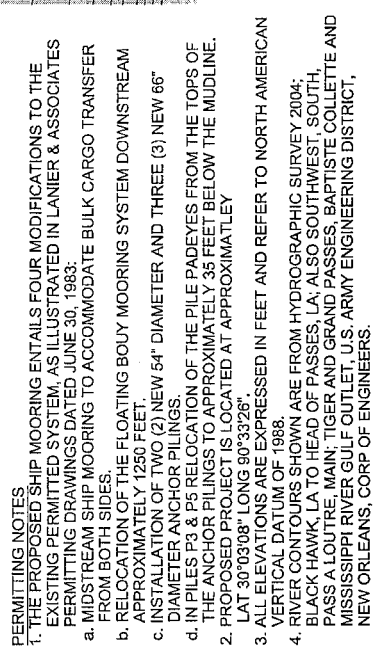 PERMITTING NOTES
1. THE PROPOSED SHIP MOORING ENTAILS FOUR MODIFICATIONS TO THE
EXISTING PERMITTED SYSTEM, AS ILLUSTRATED IN LANIER & ASSOCIATES
PERMITTING DRAWINGS DATED JUNE 30, 1983:
a. MIDSTREAM SHIP MOORING TO ACCOMMODATE BULK CARGO TRANSFER
FROM BOTH SIDES.
b. RELOCATION OF THE FLOATING BOUY MOORING SYSTEM DOWNSTREAM
APPROXIMATELY 1250 FEET.
c. INSTALLATION OF TWO (2) NEW 54" DIAMETER AND THREE (3) NEW 66"
DIAMETER ANCHOR PILINGS.
d. IN PILES P3 & P5 RELOCATION OF THE PILE PADEYES FROM THE TOPS OF
THE ANCHOR PILINGS TO APPROXIMATELY 35 FEET BELOW THE MUDLINE.
2. PROPOSED PROJECT IS LOCATED AT APPROXIMATLEY
LAT 30°03'08" LONG 90°33'26".
3. ALL ELEVATIONS ARE EXPRESSED IN FEET AND REFER TO NORTH AMERICAN
VERTICAL DATUM OF 1988.
4. RIVER CONTOURS SHOWN ARE FROM HYDROGRAPHIC SURVEY 2004;
BLACK HAWK, LA TO HEAD OF PASSES, LA; ALSO SOUTHWEST, SOUTH,
PASS A LOUTRE, MAIN; TIGER AND GRAND PASSES, BAPTISTE COLLETTE AND
MISSISSIPPI RIVER GULF OUTLET, U.S. ARMY ENGINEERING DISTRICT,
NEW ORLEANS, CORP OF ENGINEERS.